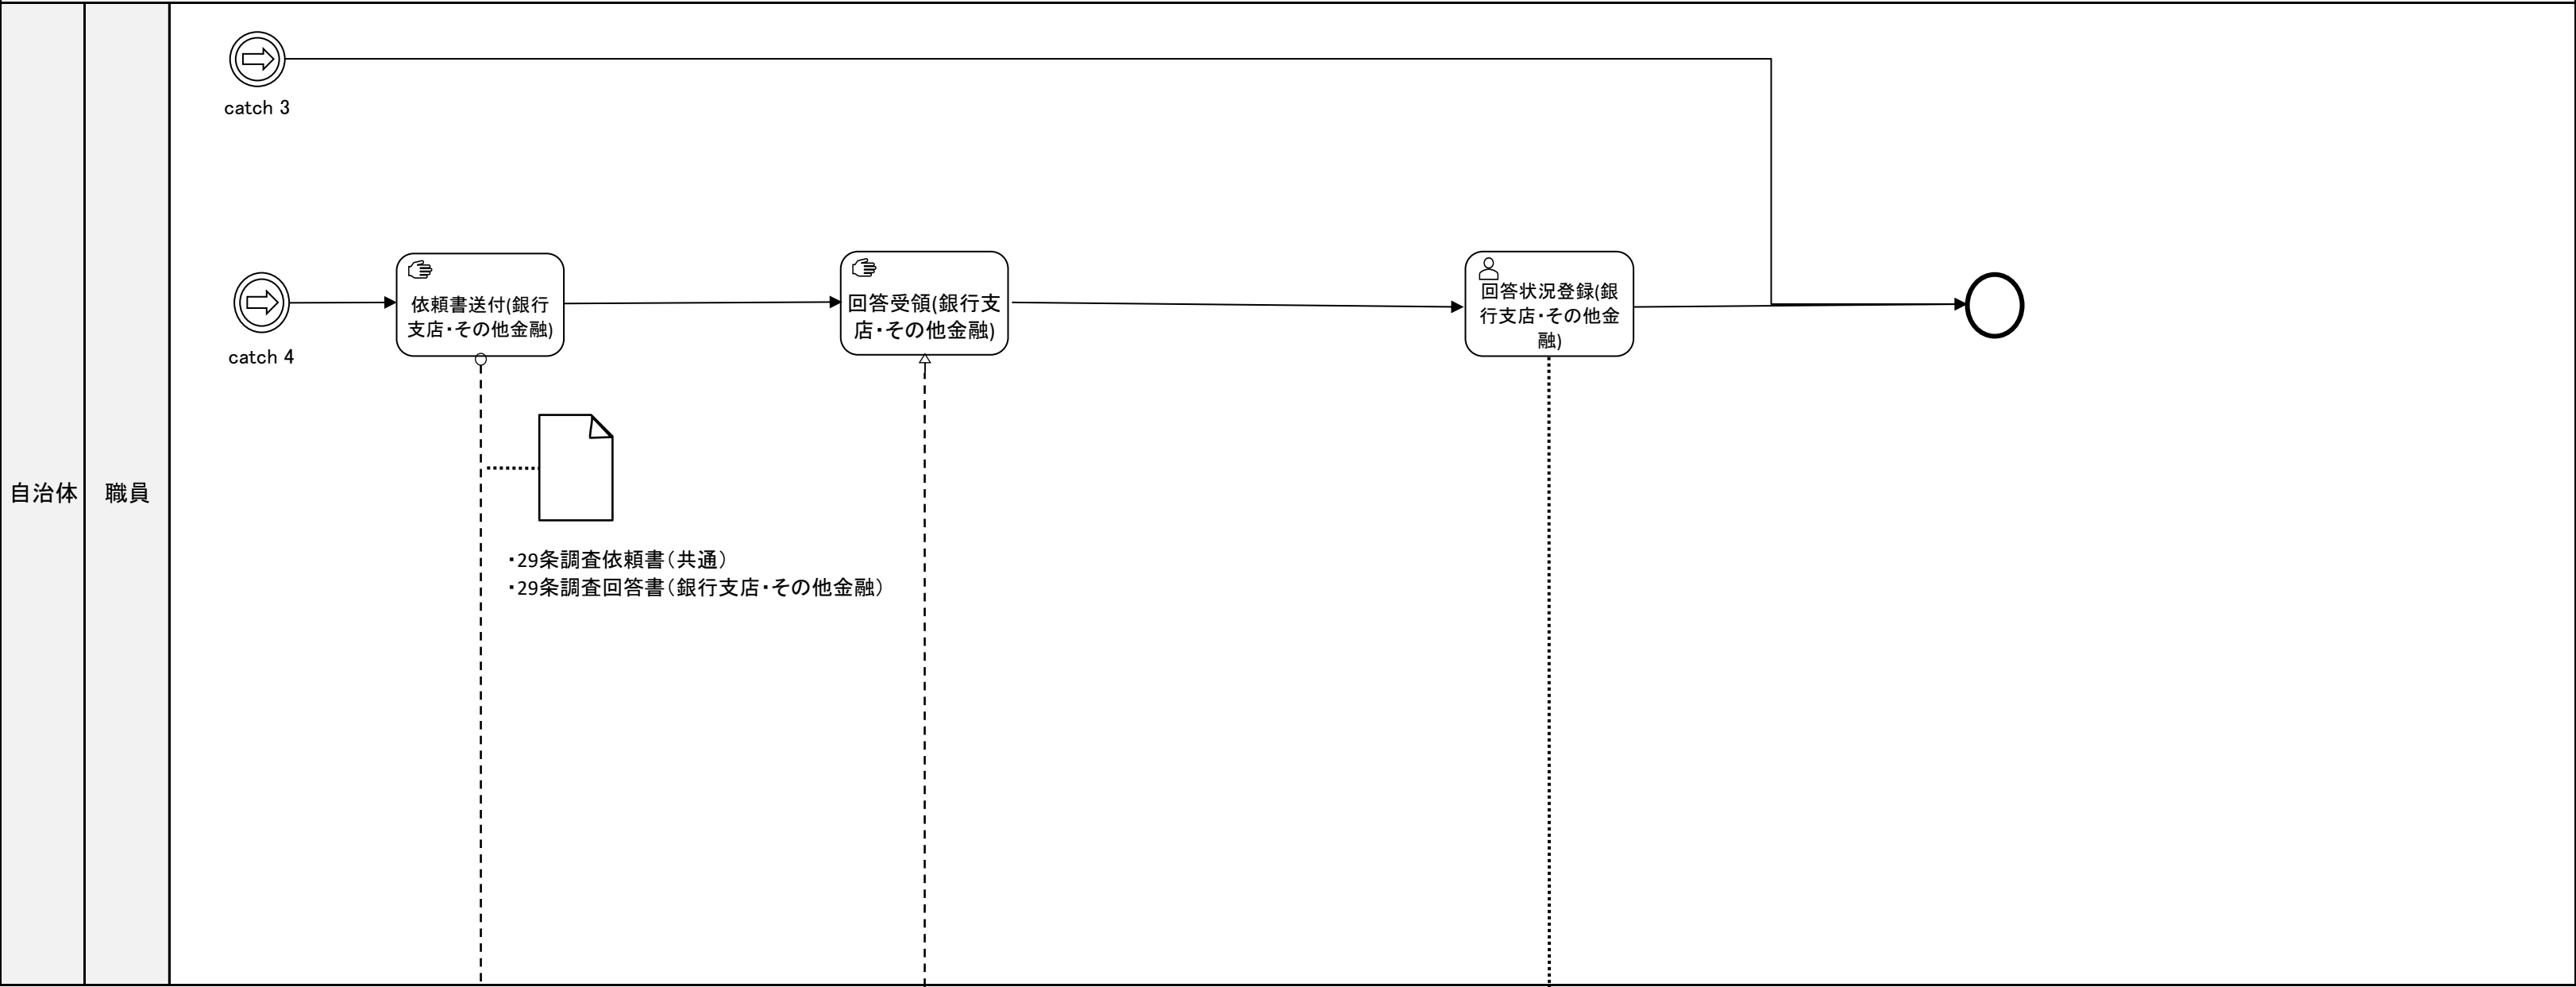 catch 3
catch 4
依頼書送付(銀行
支店・その他金融)
回答受領(銀行支
店・その他金融)
回答状況登録(銀
行支店・その他金
融)
自治体
職員
・29条調査依頼書（共通）
・29条調査回答書（銀行支店・その他金融）